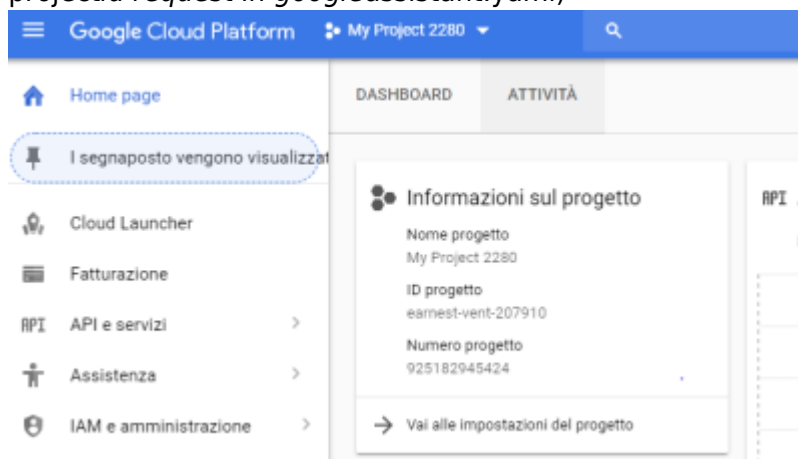 projectid request in googleassistant.yaml)
Google Cloud Platform
My Project 2280
Home page
DASHBOARD
ATTIVITÀ
I segnaposto vengono visualizzat
Informazioni sul progetto
API
Cloud Launcher
Nome progetto
My Project 2280
Fatturazione
ID progetto
earnest-vent-207910
API API e servizi
Numero progetto
925182945424
Assistenza
IAM e amministrazione
Vai alle impostazioni del progetto